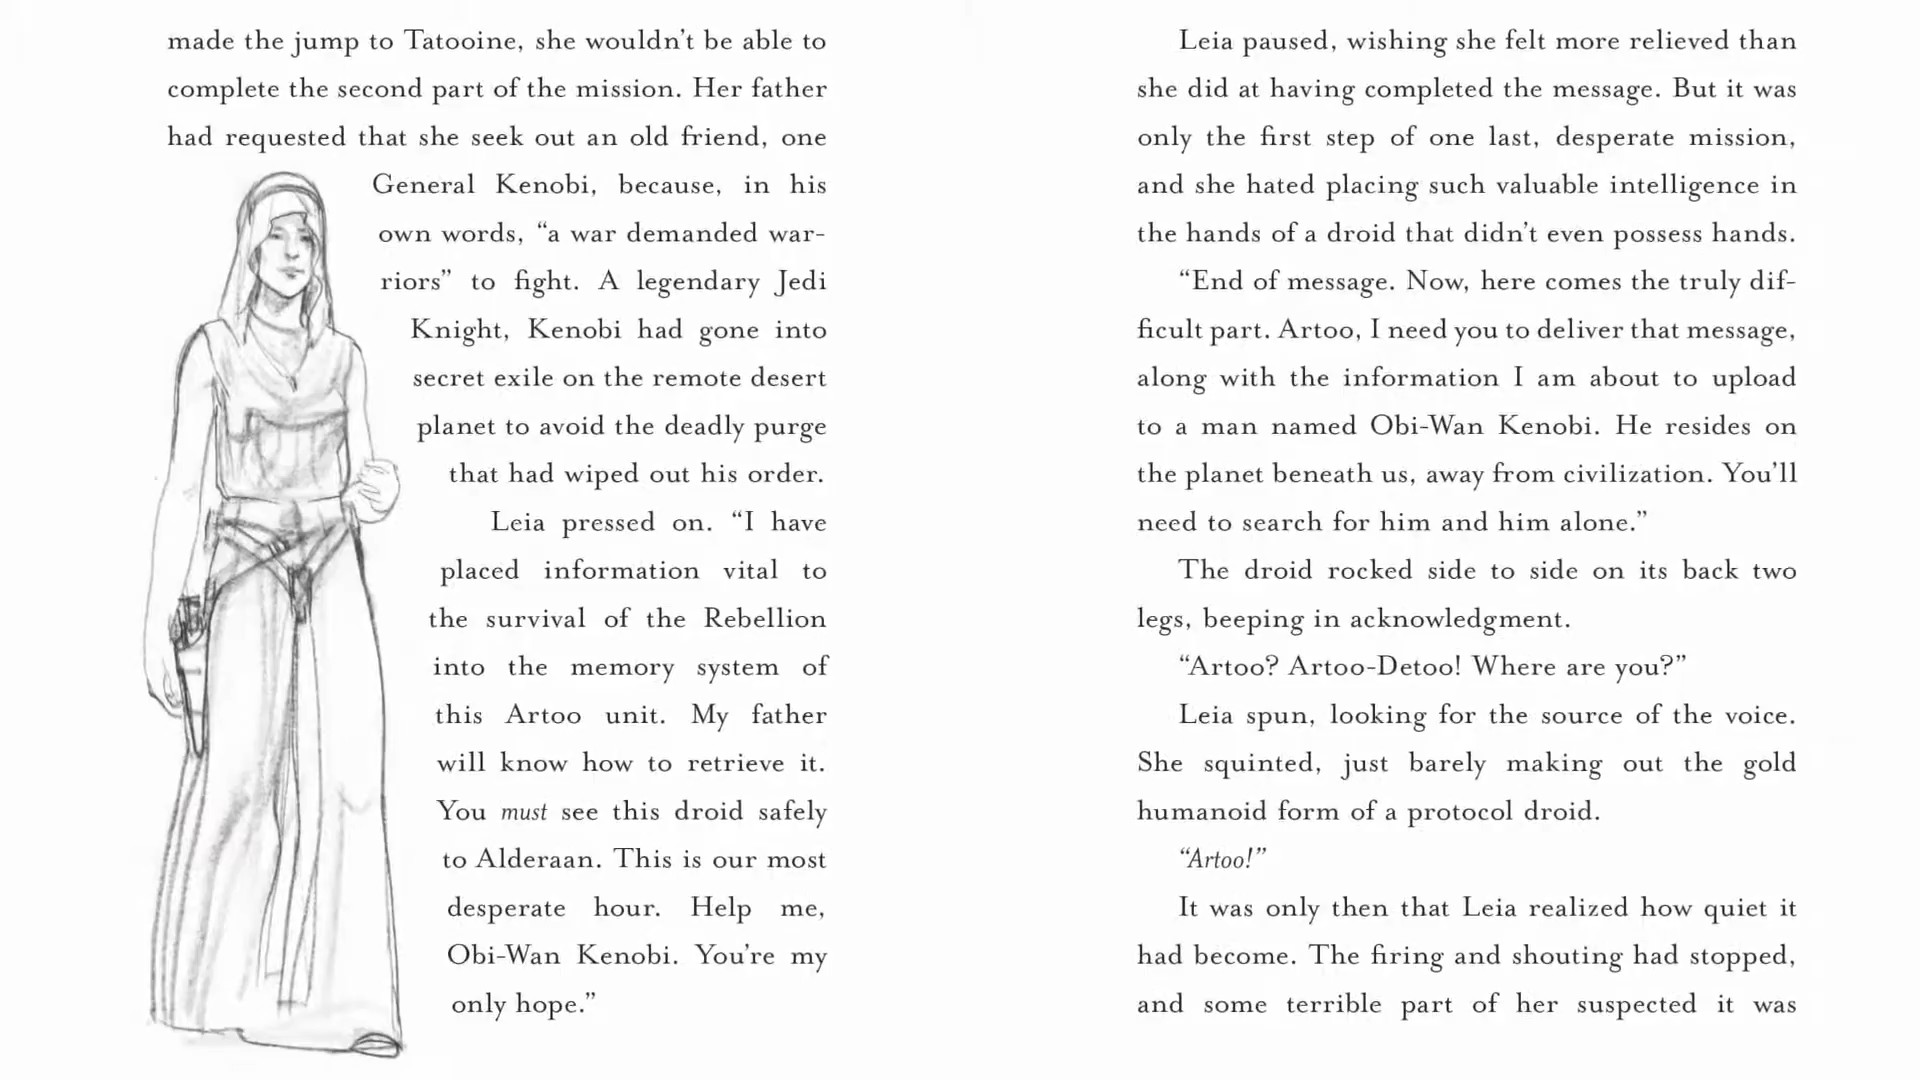 made the jump to Tatooine, she wouldn’t be able to
complete the second part of the mission. Her father
had requested that she seek out an old friend, one
General Kenobi, because, in his
own words, “a war demanded war-
riors” to fight. A legendary Jedi
Knight, Kenobi had gone into
secret exile on the remote desert
planet to avoid the deadly purge
that had wiped out his order.
Leia pressed on. “I have
placed information vital to
the survival of the Rebellion
into the memory system of
this Artoo unit. My father
will know how to retrieve it.
You must see this droid safely
to Alderaan. This is our most
desperate hour. Help me,
Obi-Wan Kenobi. You’re my
only hope.”
Leia paused, wishing she felt more relieved than
she did at having completed the message. But it was
only the first step of one last, desperate mission,
and she hated placing such valuable intelligence in
the hands of a droid that didn’t even possess hands.
“End of message. Now, here comes the truly dif-
ficult part. Artoo, I need you to deliver that message,
along with the information I am about to upload
to a man named Obi-Wan Kenobi. He resides on
the planet beneath us, away from civilization. You’ll
need to search for him and him alone.”
The droid rocked side to side on its back two
legs, beeping in acknowledgment.
“Artoo? Artoo-Detoo! Where are you?”
Leia spun, looking for the source of the voice.
She squinted, just barely making out the gold
humanoid form of a protocol droid.
“Artoo!”
It was only then that Leia realized how quiet it
had become. The firing and shouting had stopped,
and some terrible part of her suspected it was